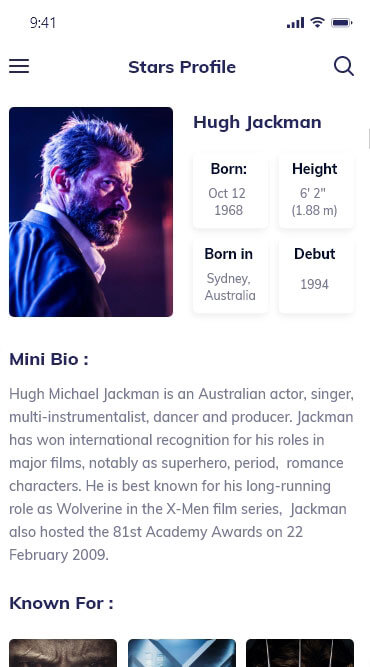 9:41
Stars Profile
Hugh Jackman
Born:
Oct 12
1968
Height
6' 2"
(1.88 m)
Born in
Sydney,
Australia
Debut
1994
Mini Bio :
Hugh Michael Jackman is an Australian actor, singer,
multi-instrumentalist, dancer and producer. Jackman
has won international recognition for his roles in
major films, notably as superhero, period,  romance
characters. He is best known for his long-running
role as Wolverine in the X-Men film series,  Jackman
also hosted the 81st Academy Awards on 22
February 2009.
Known For :